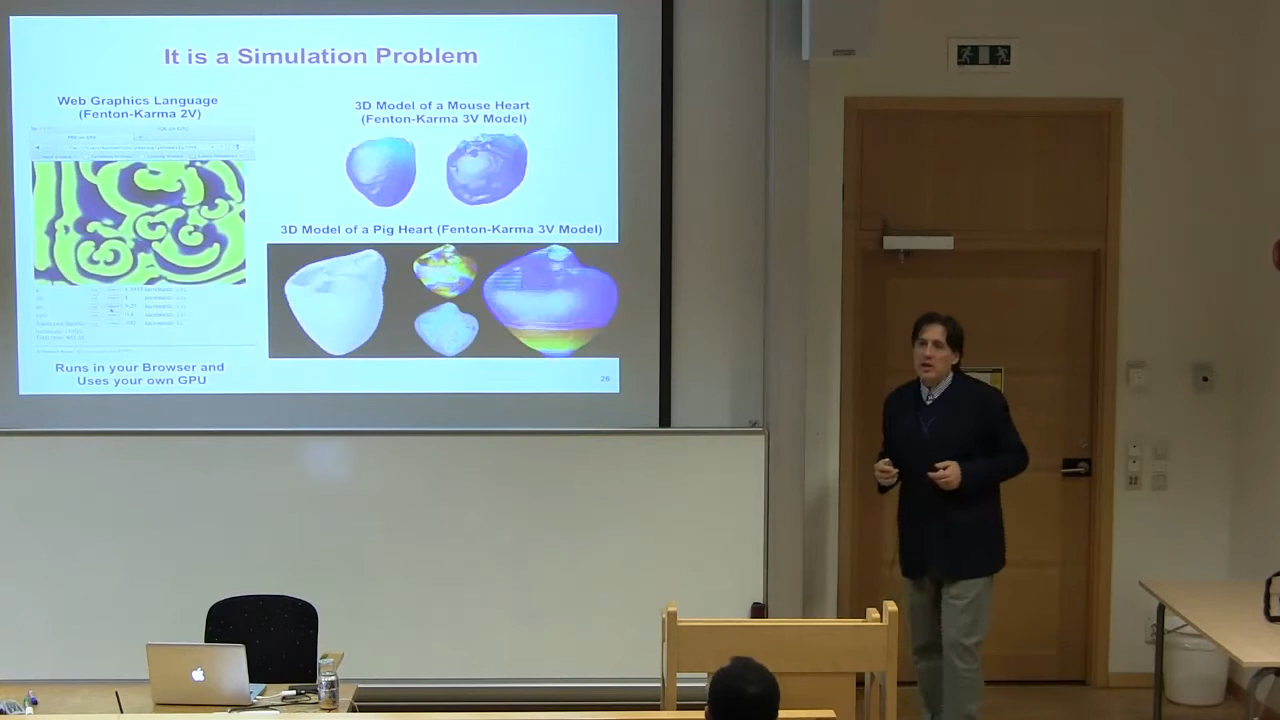 It is a Simulation Problem
Web Graphics Language
(Fenton-Karma 2V)
3D Model of a Mouse Heart
(Fenton-Karma 3V Model)
3D Model of a Pig Heart (Fenton-Karma 3V Model)
Runs in your Browser and
Uses your own GPU
26